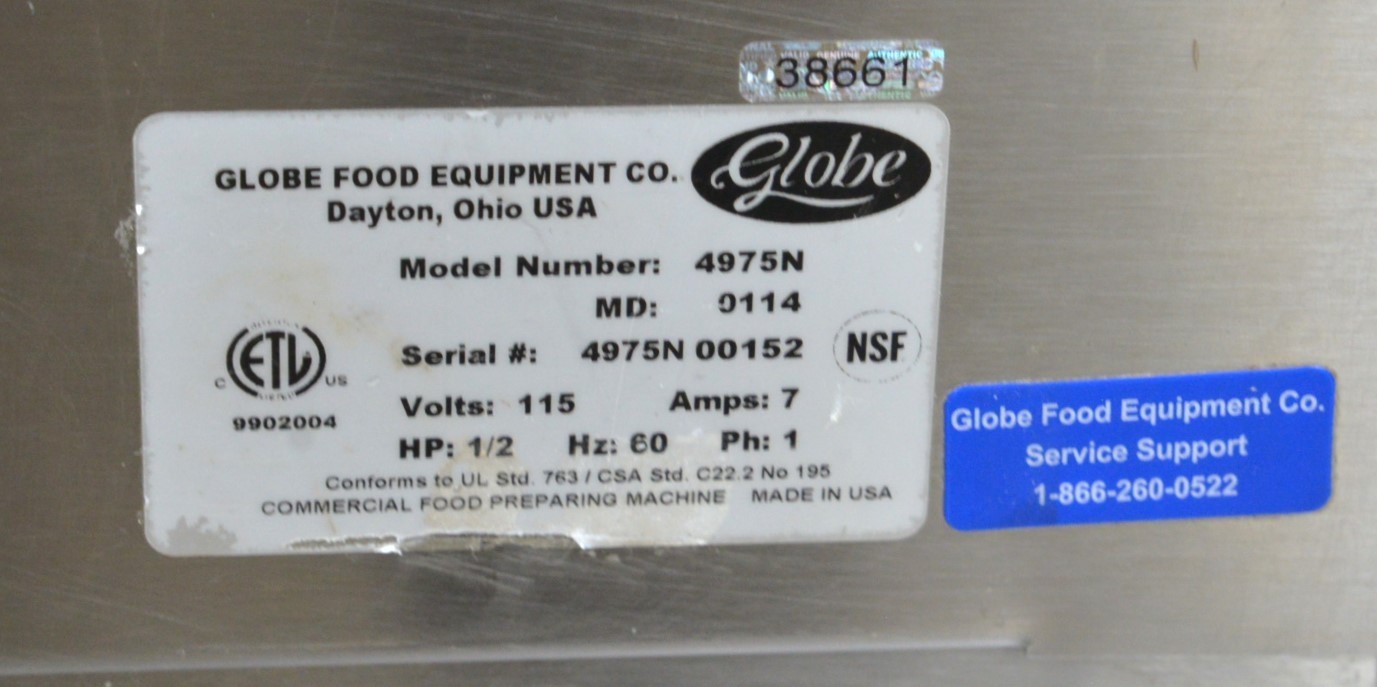 VALID GENUINE AUTHENTIC
38661
GLOBE FOOD EQUIPMENT CO.
Dayton, Ohio USA
Globe
Model Number: 4975N
MD: 0114
Serial #: 4975N 00152
NSF
ETL
C US
9902004
Volts: 115 Amps: 7
HP: 1/2 Hz: 60 Ph: 1
Conforms to UL Std. 763 / CSA Std. C22.2 No 195
COMMERCIAL FOOD PREPARING MACHINE MADE IN USA
Globe Food Equipment Co.
Service Support
1-866-260-0522